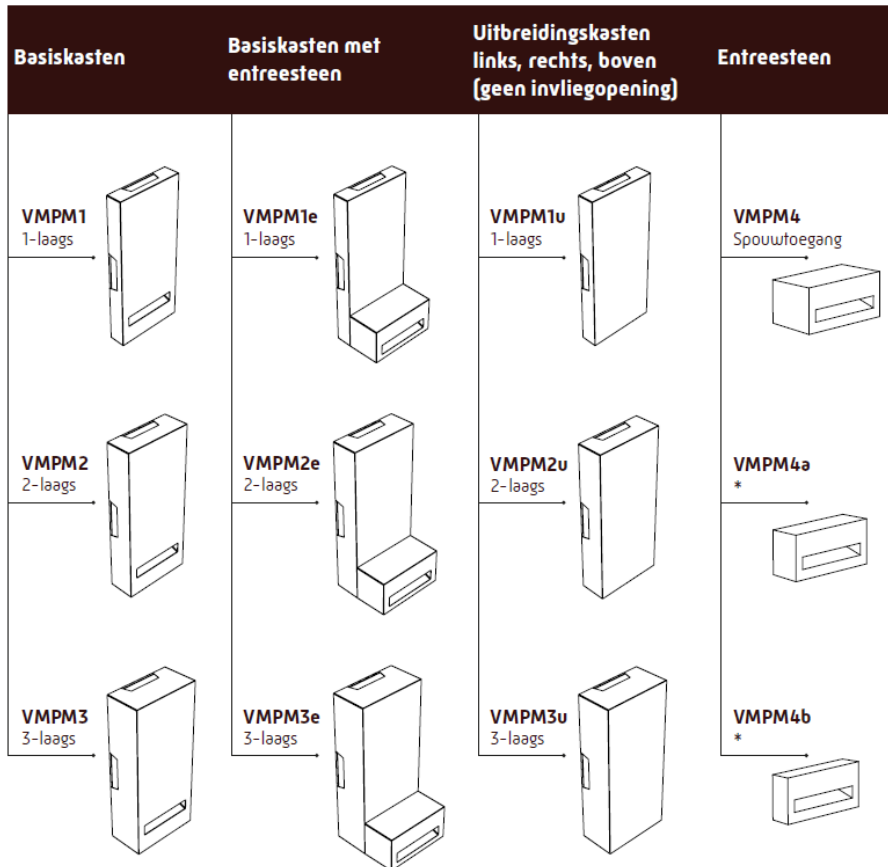 Basiskasten
Basiskasten met
entreesteen
Uitbreidingskasten
links, rechts, boven
(geen invliegopening)
Entreesteen
VMPM1
1-laags
VMPM1e
1-laags
VMPM1u
1-laags
VMPM4
Spouwtoegang
VMPM2
2-laags
VMPM2e
2-laags
VMPM2u
2-laags
VMPM4a
*
VMPM3
3-laags
VMPM3e
3-laags
VMPM3u
3-laags
VMPM4b
*